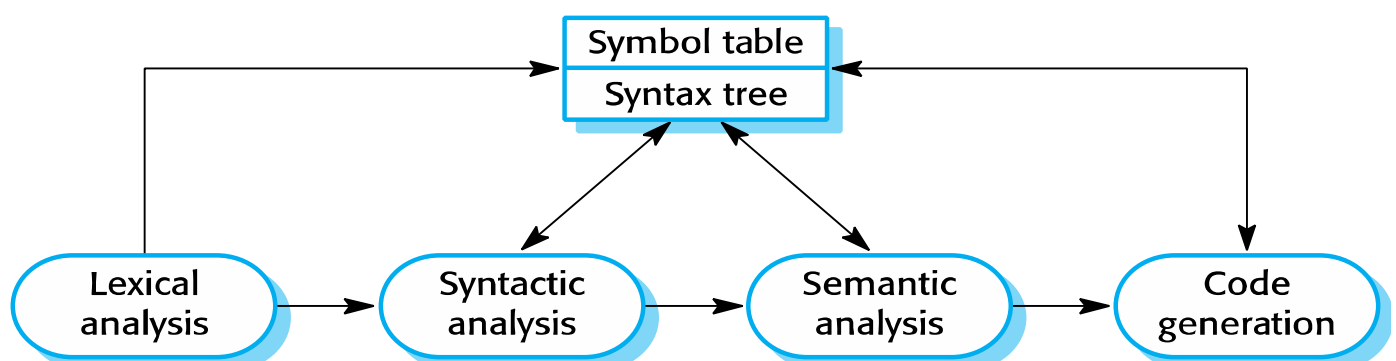 Symbol table
Syntax tree
Lexical
analysis
Syntactic
analysis
Semantic
analysis
Code
generation